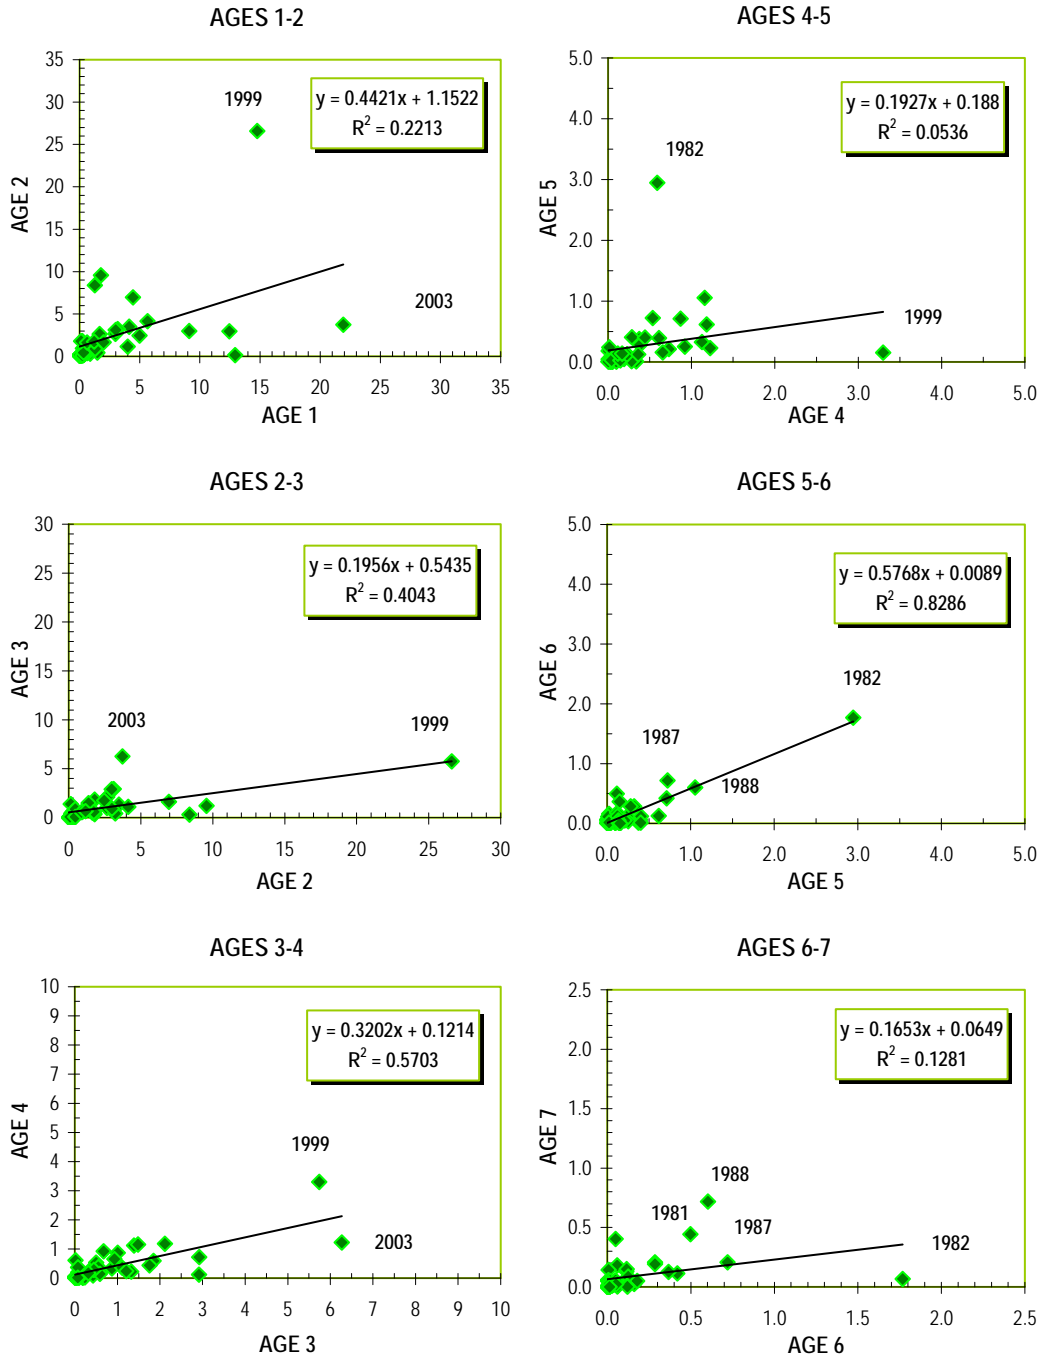 AGES 1-2
35
30
25
20
15
10
5
0
AGE 2
1999
y = 0.4421x + 1.1522
R² = 0.2213
2003
0 5 10 15 20 25 30 35
AGE 1
AGES 4-5
5.0
4.0
3.0
2.0
1.0
0.0
AGE 5
1982
y = 0.1927x + 0.188
R² = 0.0536
1999
0.0 1.0 2.0 3.0 4.0 5.0
AGE 4
AGES 2-3
30
25
20
15
10
5
0
AGE 3
y = 0.1956x + 0.5435
R² = 0.4043
2003
1999
0 5 10 15 20 25 30
AGE 2
AGES 5-6
5.0
4.0
3.0
2.0
1.0
0.0
AGE 6
y = 0.5768x + 0.0089
R² = 0.8286
1982
1987
1988
0.0 1.0 2.0 3.0 4.0 5.0
AGE 5
AGES 3-4
10
9
8
7
6
5
4
3
2
1
0
AGE 4
y = 0.3202x + 0.1214
R² = 0.5703
1999
2003
0 1 2 3 4 5 6 7 8 9 10
AGE 3
AGES 6-7
2.5
2.0
1.5
1.0
0.5
0.0
AGE 7
y = 0.1653x + 0.0649
R² = 0.1281
1988
1981
1987
1982
0.0 0.5 1.0 1.5 2.0 2.5
AGE 6